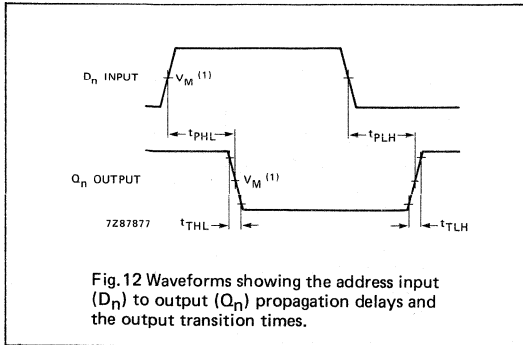 Dn INPUT
VM (1)
tPHL
tPLH
Qn OUTPUT
VM (1)
7Z87877
tTHL
tTLH
Fig.12 Waveforms showing the address input
(Dn) to output (Qn) propagation delays and
the output transition times.